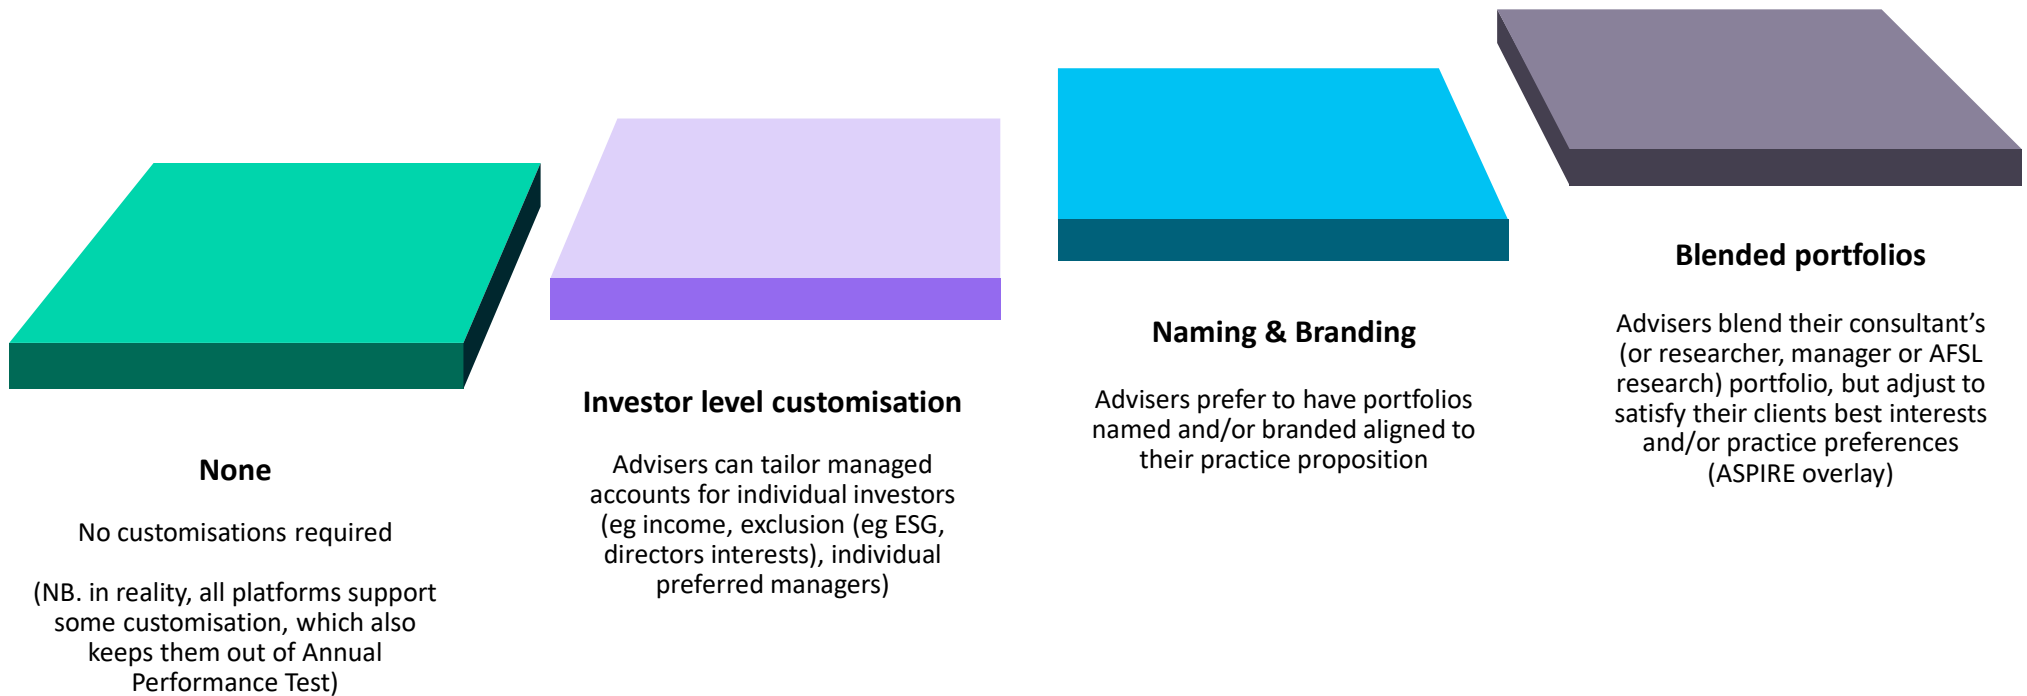 None
No customisations required
(NB. in reality, all platforms support
some customisation, which also
keeps them out of Annual
Performance Test)
Investor level customisation
Advisers can tailor managed
accounts for individual investors
(eg income, exclusion (eg ESG,
directors interests), individual
preferred managers)
Naming & Branding
Advisers prefer to have portfolios
named and/or branded aligned to
their practice proposition
Blended portfolios
Advisers blend their consultant’s
(or researcher, manager or AFSL
research) portfolio, but adjust to
satisfy their clients best interests
and/or practice preferences
(ASPIRE overlay)